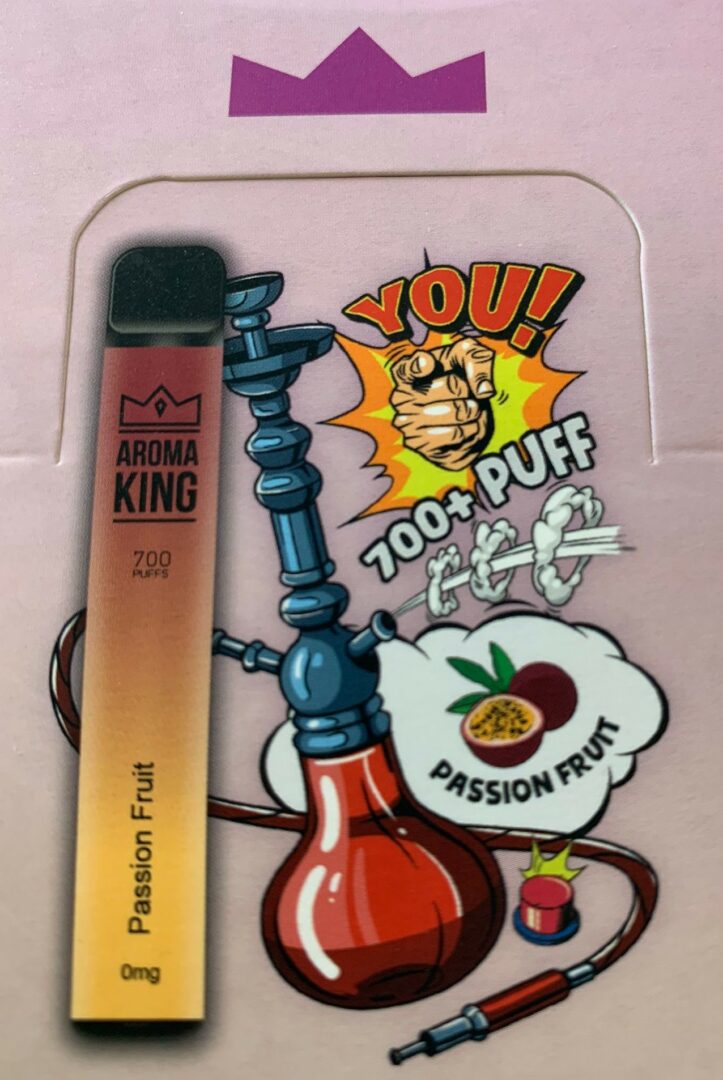 YOU!
700+ PUFF
AROMA
KING
700
PUFFS
PASSION FRUIT
Passion Fruit
0mg